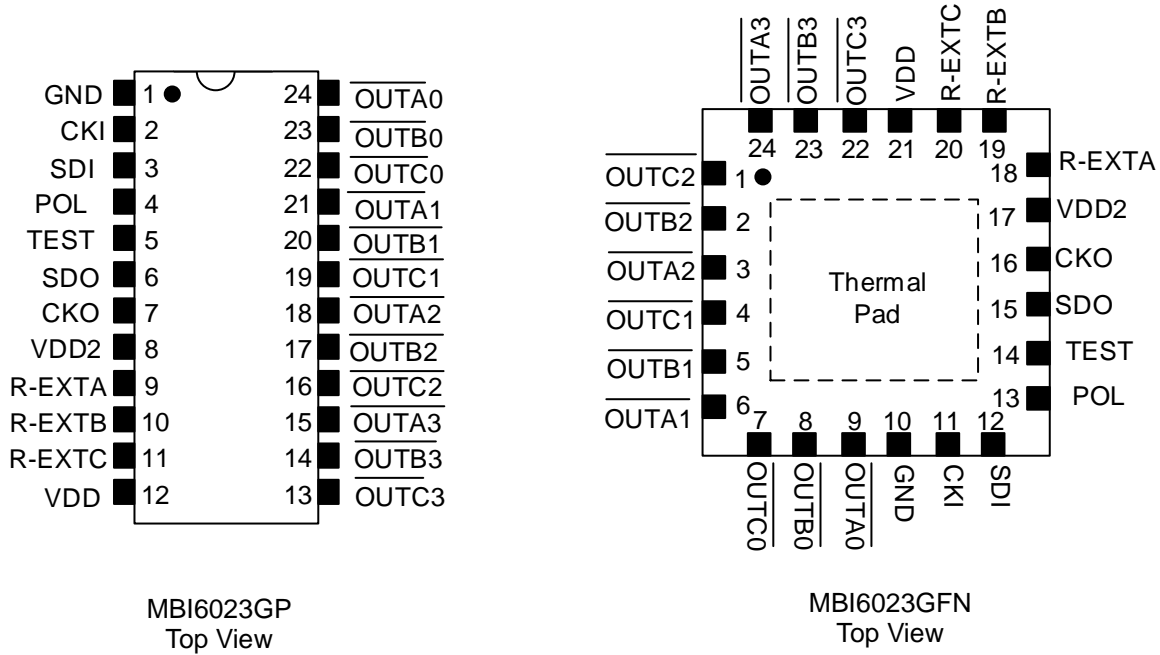 GND 1 24 OUTA0
CKI 2 23 OUTB0
SDI 3 22 OUTC0
POL 4 21 OUTA1
TEST 5 20 OUTB1
SDO 6 19 OUTC1
CKO 7 18 OUTA2
VDD2 8 17 OUTB2
R-EXTA 9 16 OUTC2
R-EXTB 10 15 OUTA3
R-EXTC 11 14 OUTB3
VDD 12 13 OUTC3
MBI6023GP
Top View
OUTA3 OUTB3 OUTC3 VDD R-EXTC R-EXTB
24 23 22 21 20 19
OUTC2 1 18 R-EXTA
OUTB2 2 17 VDD2
OUTA2 3 16 CKO
OUTC1 4 15 SDO
OUTB1 5 14 TEST
OUTA1 6 13 POL
Thermal
Pad
7 8 9 10 11 12
OUTC0 OUTB0 OUTA0 GND CKI SDI
MBI6023GFN
Top View